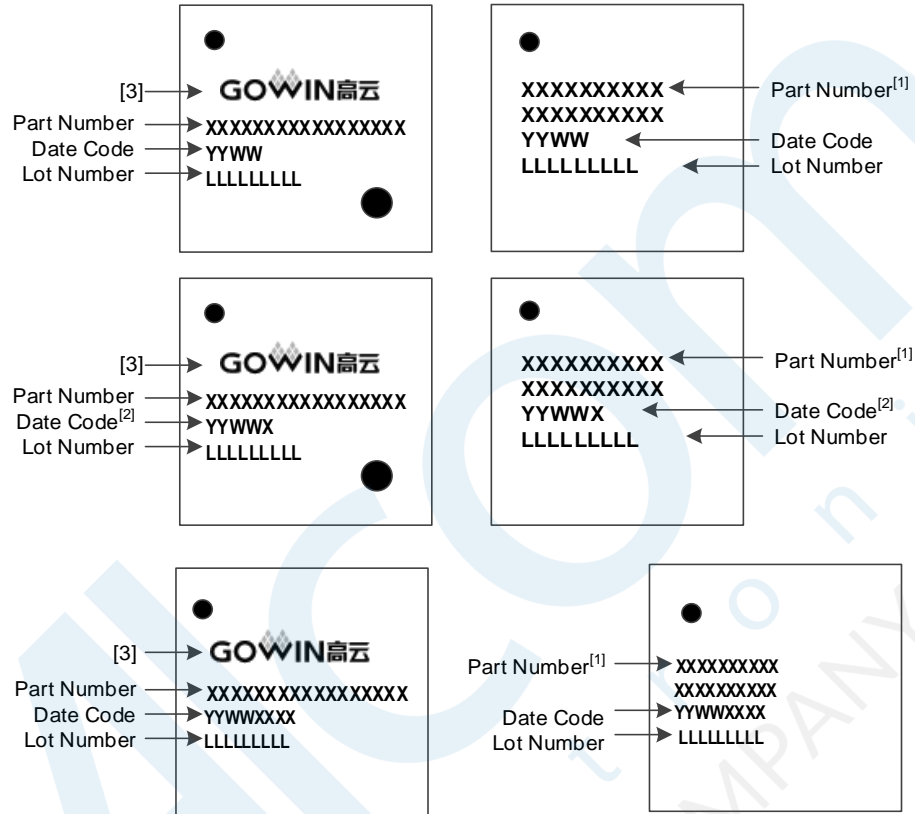 [3]
GOWIN高云
Part Number
XXXXXXXXXXXXXXXXX
Date Code
YYWW
Lot Number
LLLLLLLLL
XXXXXXXXXX
Part Number[1]
XXXXXXXXXX
YYWW
Date Code
LLLLLLLLL
Lot Number
[3]
GOWIN高云
Part Number
XXXXXXXXXXXXXXXXX
Date Code[2]
YYWWX
Lot Number
LLLLLLLLL
XXXXXXXXXX
Part Number[1]
XXXXXXXXXX
YYWWX
Date Code[2]
LLLLLLLLL
Lot Number
[3]
GOWIN高云
Part Number
XXXXXXXXXXXXXXXXX
Date Code
YYWWXXXX
Lot Number
LLLLLLLLL
Part Number[1]
XXXXXXXXXX
XXXXXXXXXX
Date Code
YYWWXXXX
Lot Number
LLLLLLLLL